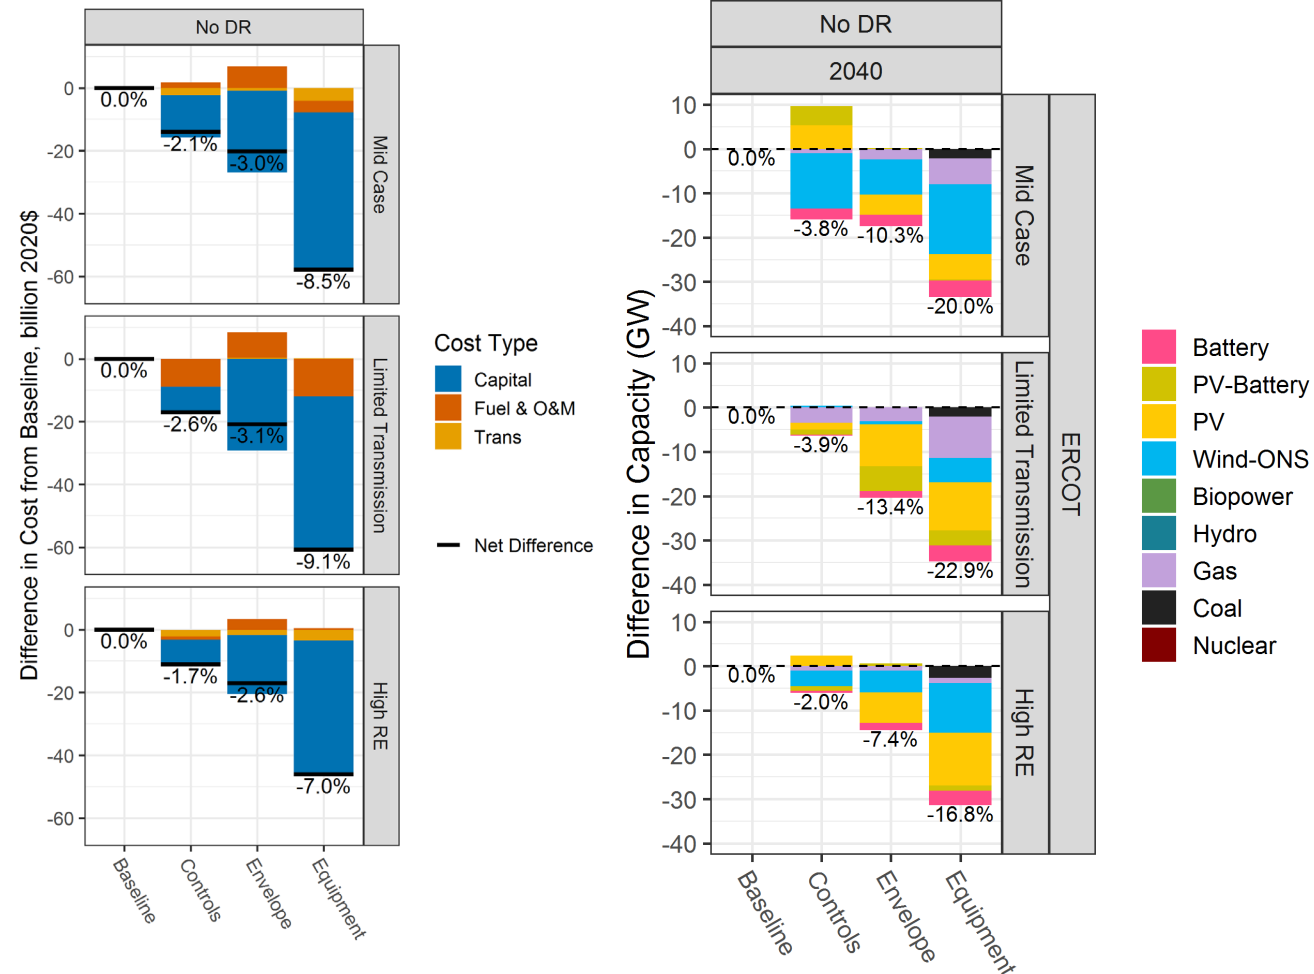 No DR
Difference in Cost from Baseline, billion 2020$
0
-20
-40
-60
0.0%
-2.1%
-3.0%
-8.5%
Mid Case
0
-20
-40
-60
0.0%
-2.6%
-3.1%
-9.1%
Limited Transmission
0
-20
-40
-60
0.0%
-1.7%
-2.6%
-7.0%
High RE
Baseline
Controls
Envelope
Equipment
Cost Type
Capital
Fuel & O&M
Trans
Net Difference
No DR
2040
Difference in Capacity (GW)
10
0
-10
-20
-30
-40
0.0%
-3.8%
-10.3%
-20.0%
Mid Case
10
0
-10
-20
-30
-40
0.0%
-3.9%
-13.4%
-22.9%
Limited Transmission
10
0
-10
-20
-30
-40
0.0%
-2.0%
-7.4%
-16.8%
High RE
ERCOT
Baseline
Controls
Envelope
Equipment
Battery
PV-Battery
PV
Wind-ONS
Biopower
Hydro
Gas
Coal
Nuclear